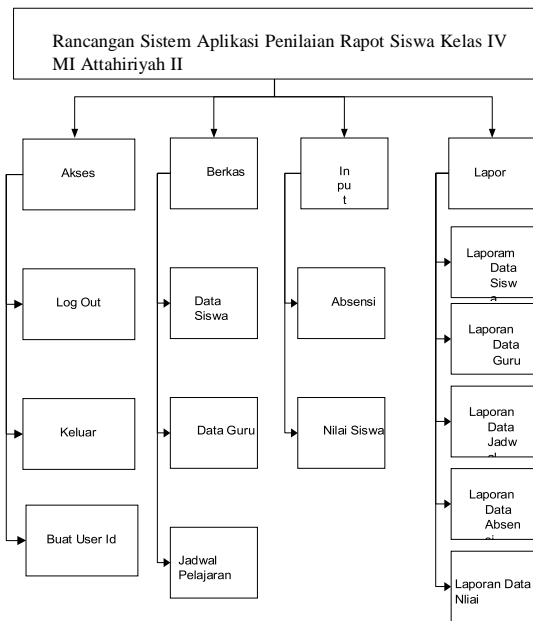 Rancangan Sistem Aplikasi Penilaian Rapot Siswa Kelas IV
MI Attahiriyah II
Akses
Berkas
In
pu
t
Lapor
Log Out
Data
Siswa
Absensi
Laporam
Data
Sisw
a
Laporan
Data
Guru
Keluar
Data Guru
Nilai Siswa
Laporan
Data
Jadw
Laporan
Data
Absen
Buat User Id
Jadwal
Pelajaran
Laporan Data
Nliai